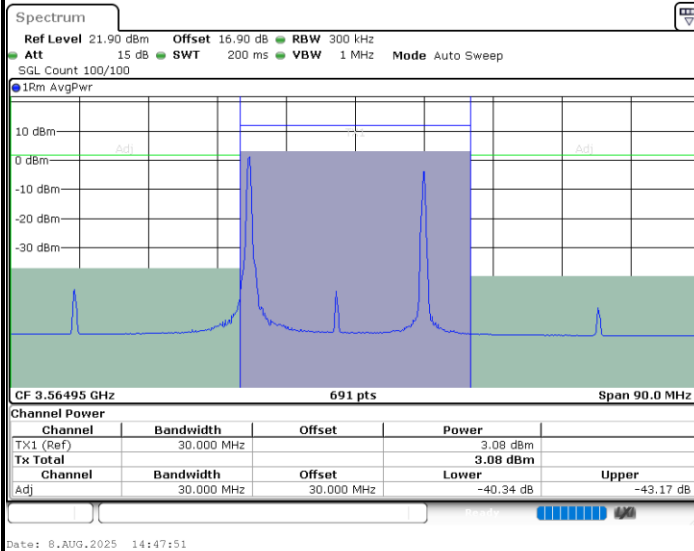 Spectrum
Ref Level 21.90 dBm Offset 16.90 dB RBW 300 kHz
Att 15 dB SWT 200 ms VBW 1 MHz Mode Auto Sweep
SGL Count 100/100
1Rm AvgPwr
10 dBm
Adj Adj
0 dBm
-10 dBm
-20 dBm
-30 dBm
CF 3.56495 GHz 691 pts Span 90.0 MHz
Channel Power
Channel Bandwidth Offset Power
TX1 (Ref) 30.000 MHz 3.08 dBm
Tx Total 3.08 dBm
Channel Bandwidth Offset Lower Upper
Adj 30.000 MHz 30.000 MHz -40.34 dB -43.17 dB
Ready
Date: 8.AUG.2025 14:47:51